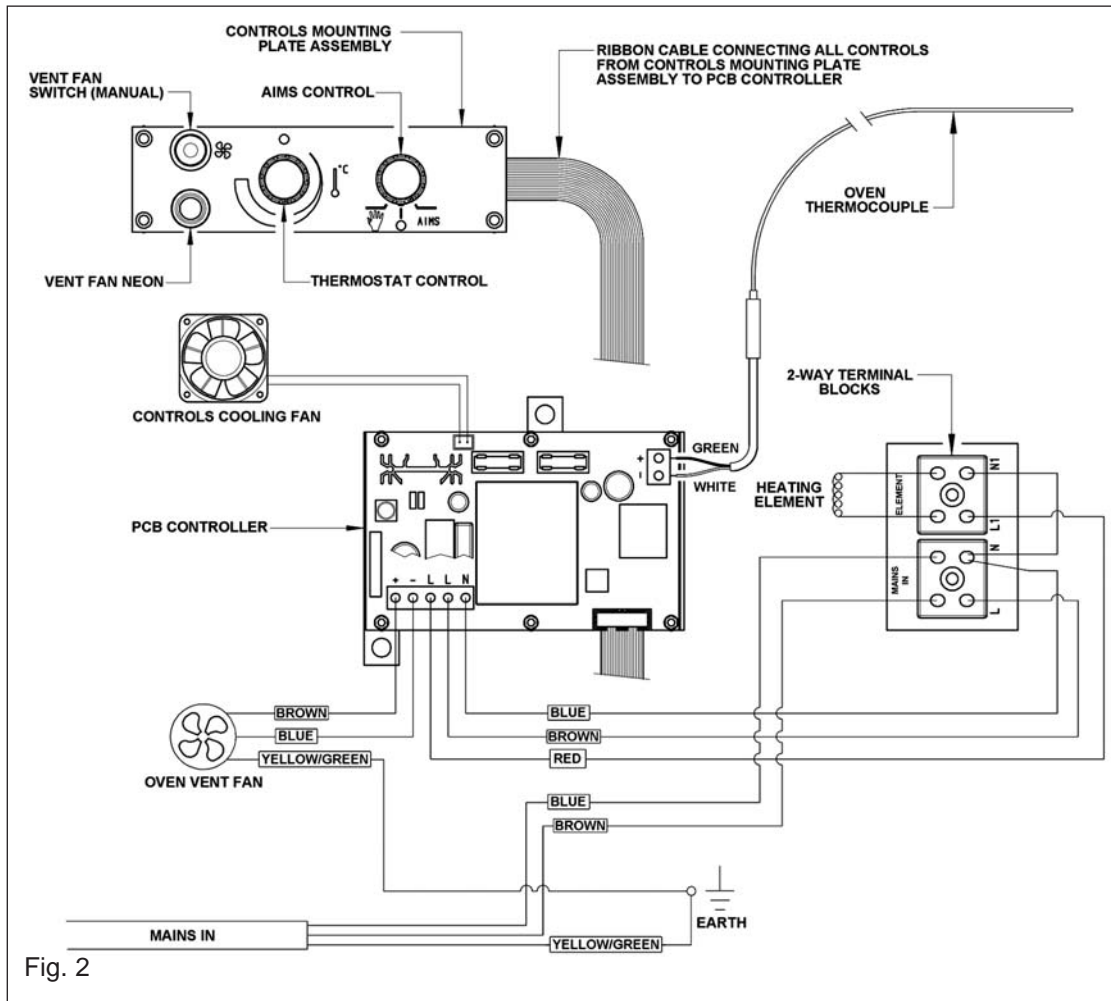 CONTROLS MOUNTING
PLATE ASSEMBLY
RIBBON CABLE CONNECTING ALL CONTROLS
FROM CONTROLS MOUNTING PLATE
ASSEMBLY TO PCB CONTROLLER
VENT FAN
SWITCH (MANUAL)
AIMS CONTROL
°C
AIMS
OVEN
THERMOCOUPLE
VENT FAN NEON
THERMOSTAT CONTROL
2-WAY TERMINAL
BLOCKS
CONTROLS COOLING FAN
+
GREEN
-
WHITE
HEATING
ELEMENT
ELEMENT
N1
L1
PCB CONTROLLER
MAINS
IN
N
L
+ - L L N
BROWN
BLUE
YELLOW/GREEN
OVEN VENT FAN
BLUE
BROWN
RED
BLUE
BROWN
EARTH
MAINS IN
YELLOW/GREEN
Fig. 2